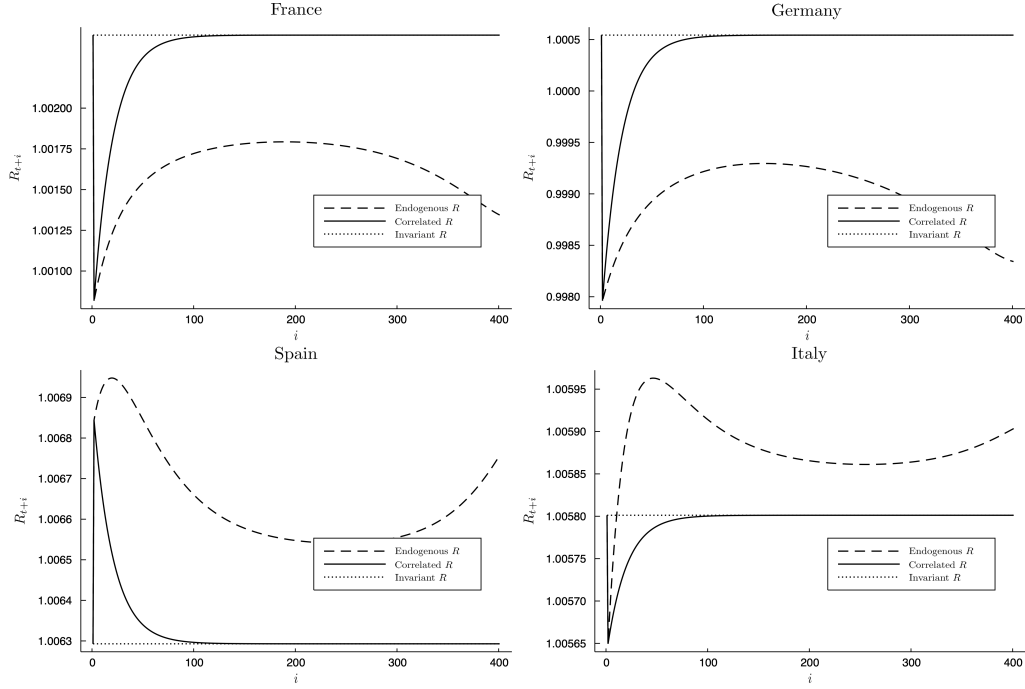 France
R_{t+i}
1.00200
1.00175
1.00150
1.00125
1.00100
0 100 200 300 400
i
Endogenous R
Correlated R
Invariant R
Germany
R_{t+i}
1.0005
1.0000
0.9995
0.9990
0.9985
0.9980
0 100 200 300 400
i
Endogenous R
Correlated R
Invariant R
Spain
R_{t+i}
1.0069
1.0068
1.0067
1.0066
1.0065
1.0064
1.0063
0 100 200 300 400
i
Endogenous R
Correlated R
Invariant R
Italy
R_{t+i}
1.00595
1.00590
1.00585
1.00580
1.00575
1.00570
1.00565
0 100 200 300 400
i
Endogenous R
Correlated R
Invariant R